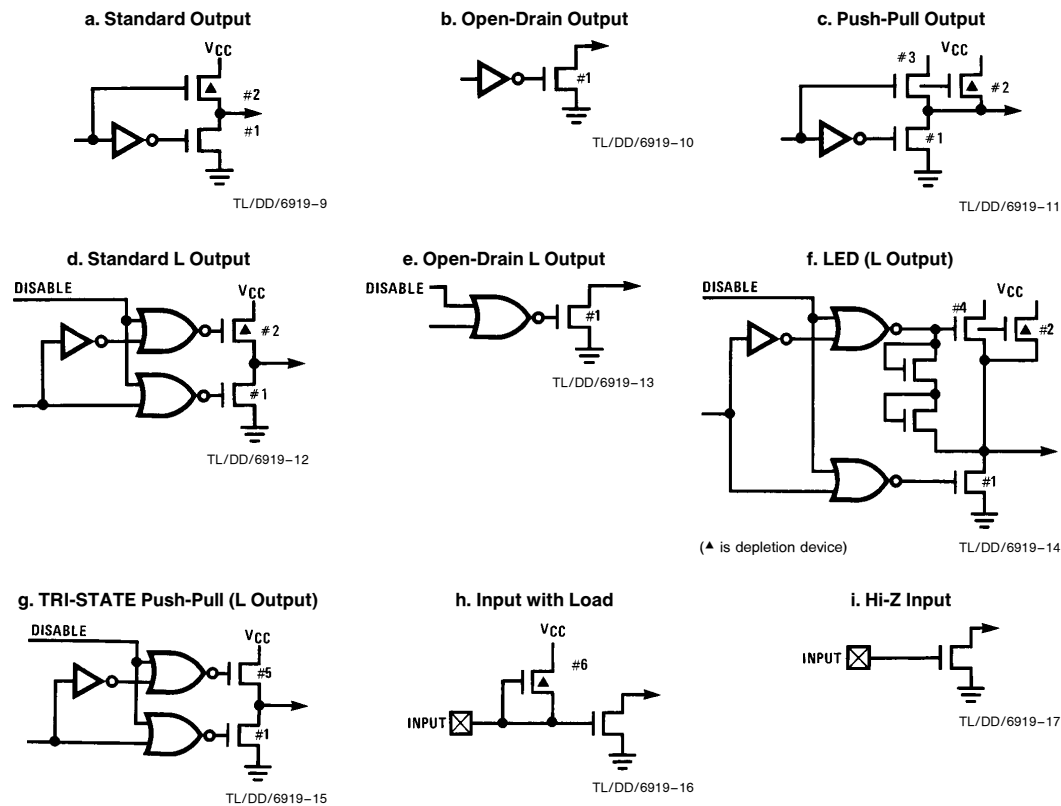 a. Standard Output
VCC
#2
#1
TL/DD/6919–9
b. Open-Drain Output
#1
TL/DD/6919–10
c. Push-Pull Output
#3
VCC
#2
#1
TL/DD/6919–11
d. Standard L Output
DISABLE
VCC
#2
#1
TL/DD/6919–12
e. Open-Drain L Output
DISABLE
#1
TL/DD/6919–13
f. LED (L Output)
DISABLE
VCC
#4
#2
#1
(▲ is depletion device)
TL/DD/6919–14
g. TRI-STATE Push-Pull (L Output)
DISABLE
VCC
#5
#1
TL/DD/6919–15
h. Input with Load
VCC
#6
INPUT
TL/DD/6919–16
i. Hi-Z Input
INPUT
TL/DD/6919–17